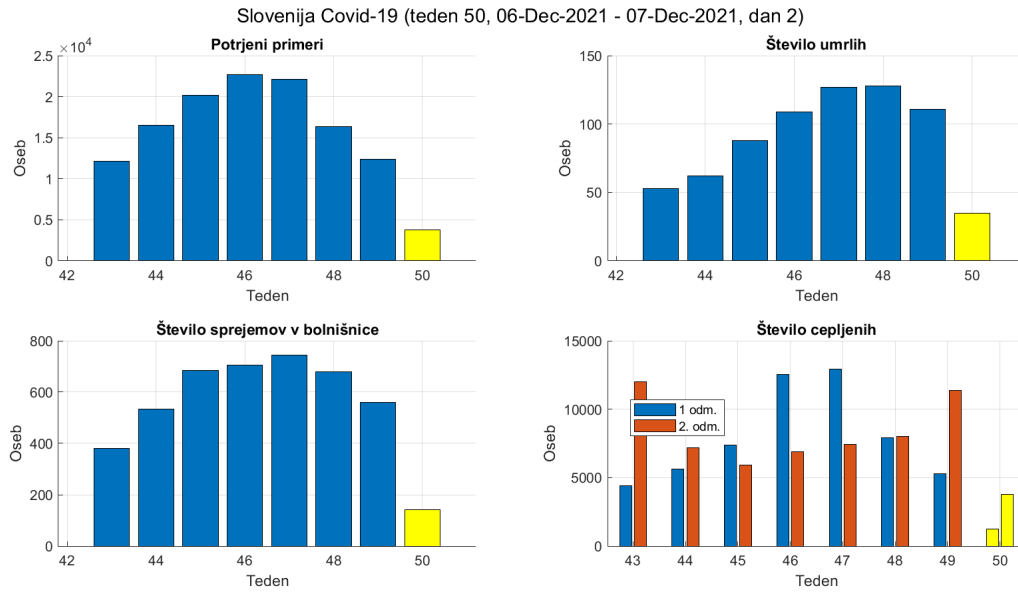 Slovenija Covid-19 (teden 50, 06-Dec-2021 - 07-Dec-2021, dan 2)
Potrjeni primeri
×10^4
2.5
2
1.5
1
0.5
0
Oseb
42 44 46 48 50
Teden
Število umrlih
150
100
50
0
Oseb
42 44 46 48 50
Teden
Število sprejemov v bolnišnice
800
600
400
200
0
Oseb
42 44 46 48 50
Teden
Število cepljenih
15000
10000
5000
0
Oseb
1 odm.
2. odm.
43 44 45 46 47 48 49 50
Teden